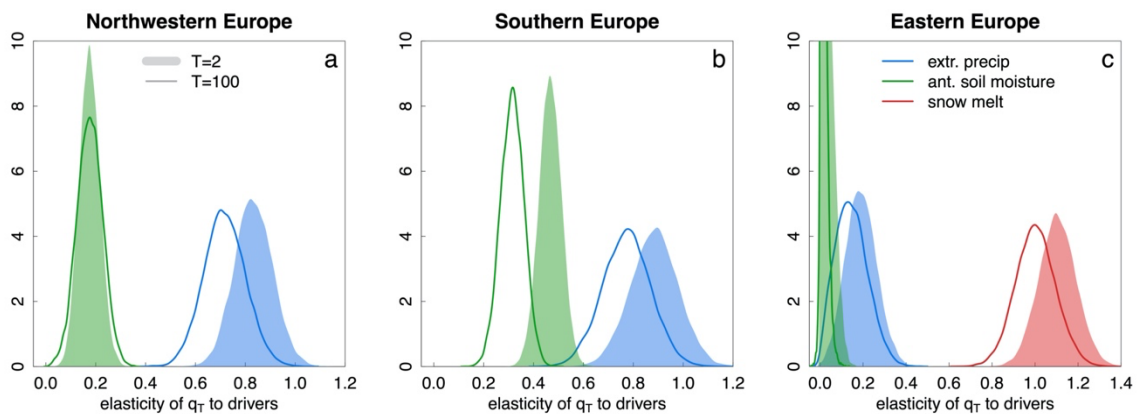 Northwestern Europe
10
8
6
4
2
0
T=2
T=100
a
0.0 0.2 0.4 0.6 0.8 1.0 1.2
elasticity of qT to drivers
Southern Europe
10
8
6
4
2
0
b
0.0 0.2 0.4 0.6 0.8 1.0 1.2
elasticity of qT to drivers
Eastern Europe
10
8
6
4
2
0
extr. precip
ant. soil moisture
snow melt
c
0.0 0.2 0.4 0.6 0.8 1.0 1.2 1.4
elasticity of qT to drivers